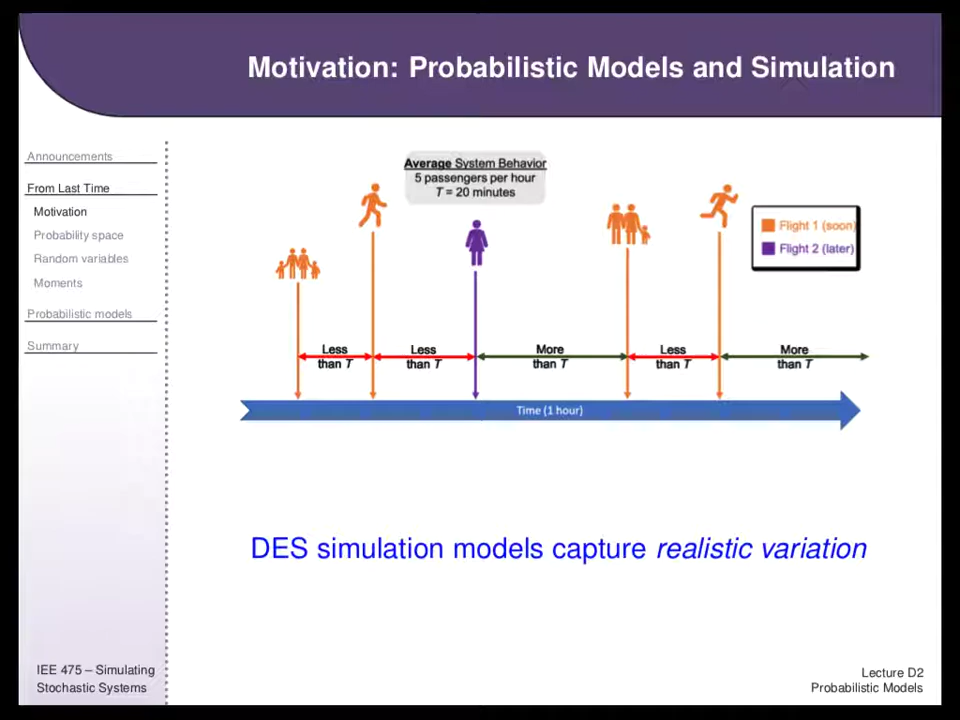 Motivation: Probabilistic Models and Simulation
Announcements
From Last Time
Motivation
Probability space
Random variables
Moments
Probabilistic models
Summary
Average System Behavior
5 passengers per hour
T = 20 minutes
Flight 1 (soon)
Flight 2 (later)
Less
than T
Less
than T
More
than T
Less
than T
More
than T
Time (1 hour)
DES simulation models capture realistic variation
IEE 475 – Simulating
Stochastic Systems
Lecture D2
Probabilistic Models